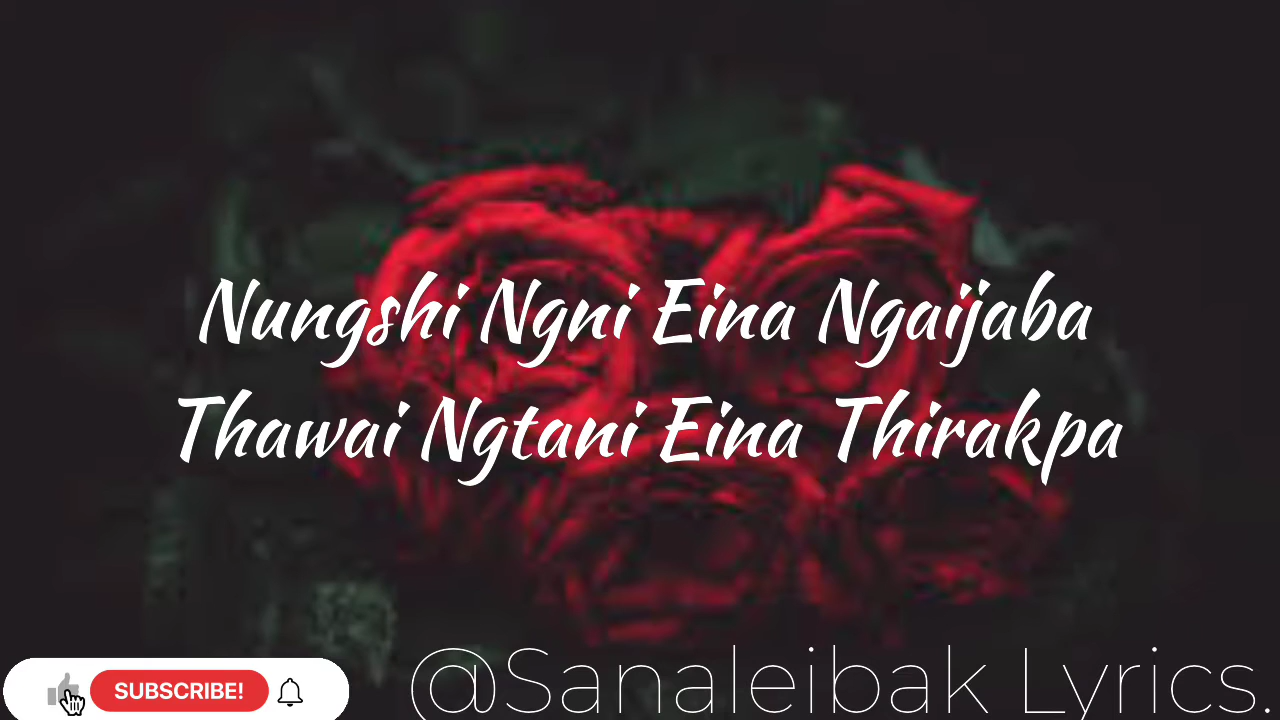 Nungshi Ngni Eina Ngaijaba
Thawai Ngtani Eina Thirakpa
SUBSCRIBE!
@Sanaleibak Lyrics.